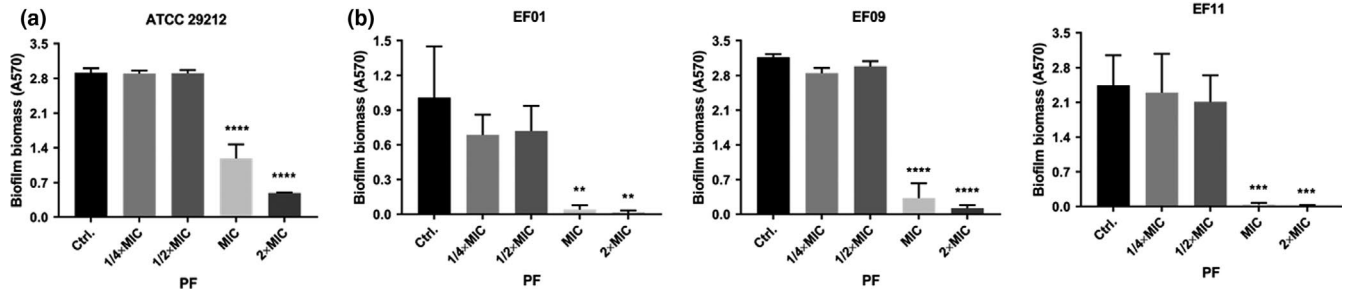 (a)
ATCC 29212
Biofilm biomass (A570)
3.5
2.8
2.1
1.4
0.7
0.0
****
****
Ctrl.
1/4×MIC
1/2×MIC
MIC
2×MIC
PF
(b)
EF01
Biofilm biomass (A570)
1.5
1.2
0.9
0.6
0.3
0.0
**
**
Ctrl.
1/4×MIC
1/2×MIC
MIC
2×MIC
PF
EF09
Biofilm biomass (A570)
3.5
2.8
2.1
1.4
0.7
0.0
****
****
Ctrl.
1/4×MIC
1/2×MIC
MIC
2×MIC
PF
EF11
Biofilm biomass (A570)
3.5
2.8
2.1
1.4
0.7
0.0
***
***
Ctrl.
1/4×MIC
1/2×MIC
MIC
2×MIC
PF